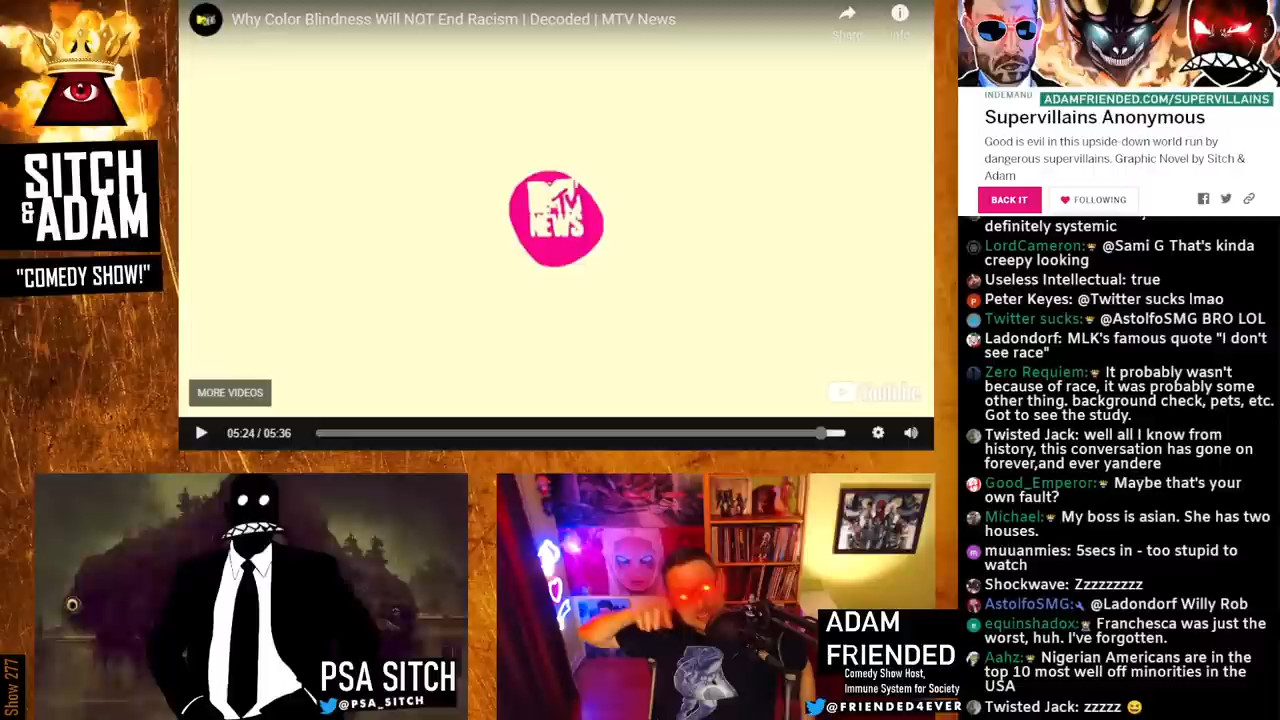 Why Color Blindness Will NOT End Racism | Decoded | MTV News
Share
Info
MTV
NEWS
MORE VIDEOS
YouTube
05:24 / 05:36
SITCH
& ADAM
"COMEDY SHOW!"
Show 277
PSA SITCH
@PSA_SITCH
ADAM
FRIENDED
Comedy Show Host,
Immune System for Society
@FRIENDED4EVER
INDEMAND
ADAMFRIENDED.COM/SUPERVILLAINS
Supervillains Anonymous
Good is evil in this upside-down world run by
dangerous supervillains. Graphic Novel by Sitch &
Adam
BACK IT
FOLLOWING
definitely systemic
LordCameron: @Sami G That's kinda
creepy looking
Useless Intellectual: true
Peter Keyes: @Twitter sucks lmao
Twitter sucks: @AstolfoSMG BRO LOL
Ladondorf: MLK's famous quote "I don't
see race"
Zero Requiem: It probably wasn't
because of race, it was probably some
other thing. background check, pets, etc.
Got to see the study.
Twisted Jack: well all I know from
history, this conversation has gone on
forever,and ever yandere
Good_Emperor: Maybe that's your
own fault?
Michael: My boss is asian. She has two
houses.
muuanmies: 5secs in - too stupid to
watch
Shockwave: Zzzzzzzzz
AstolfoSMG: @Ladondorf Willy Rob
equinshadox: Franchesca was just the
worst, huh. I've forgotten.
Aahz: Nigerian Americans are in the
top 10 most well off minorities in the
USA
Twisted Jack: zzzzz 😆